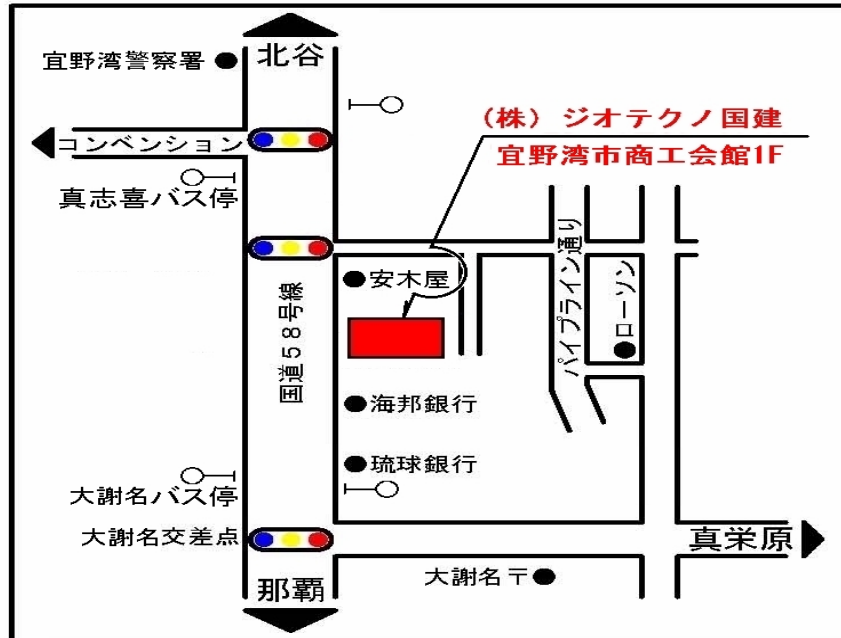 北谷
宜野湾警察署
(株)ジオテクノ国建
宜野湾市商工会館1F
コンベンション
真志喜バス停
パイプライン通り
安木屋
ローソン
国道58号線
海邦銀行
琉球銀行
大謝名バス停
大謝名交差点
真栄原
大謝名〒
那覇